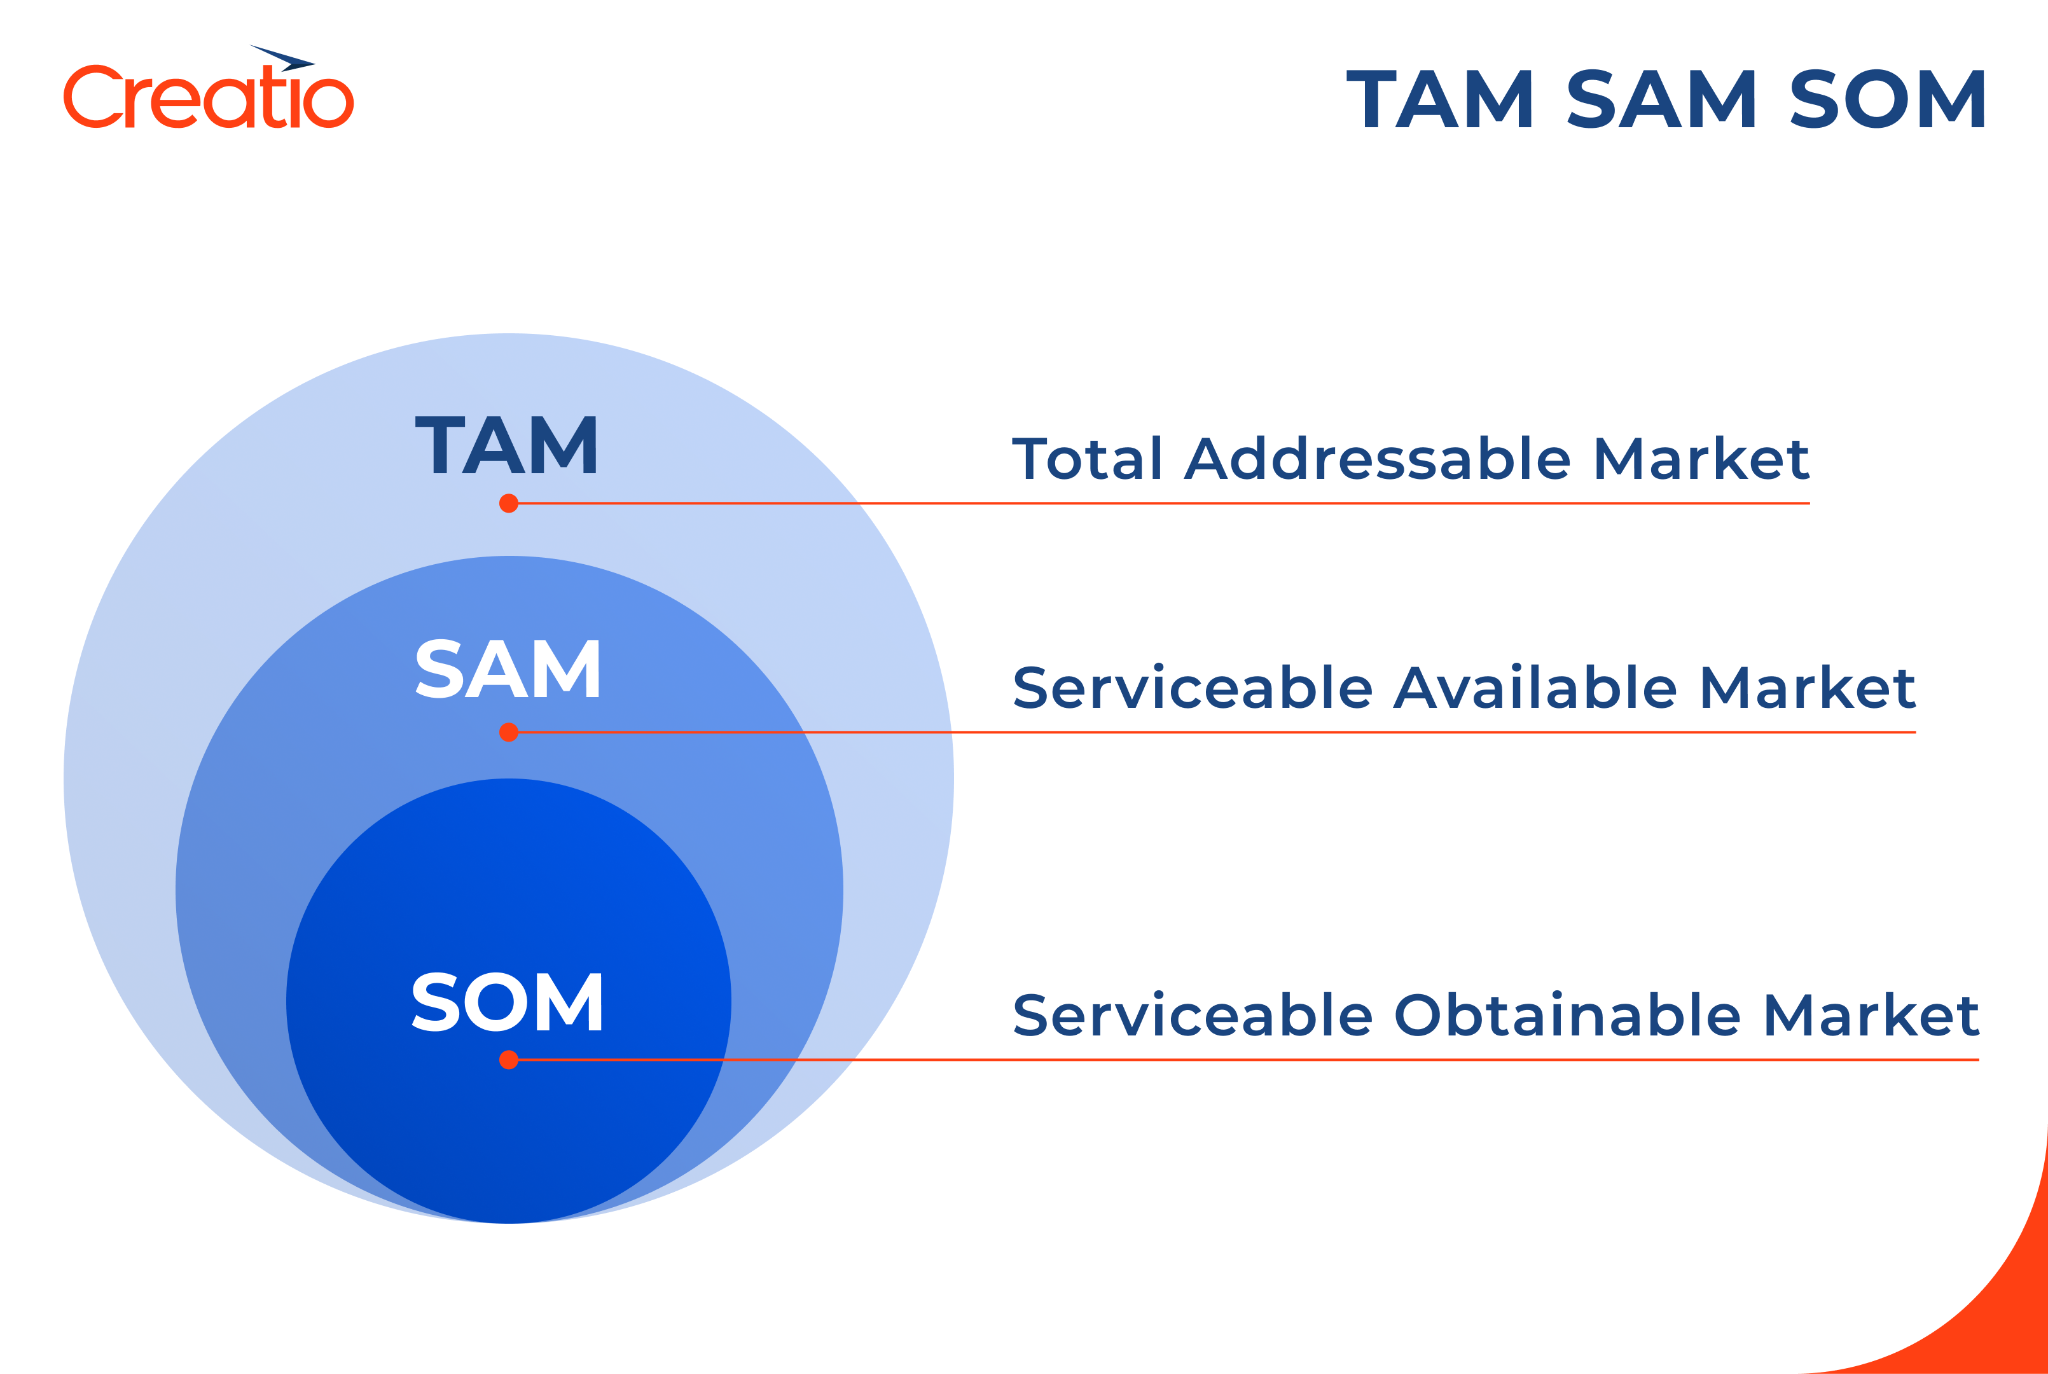 Creatio
TAM SAM SOM
TAM
Total Addressable Market
SAM
Serviceable Available Market
SOM
Serviceable Obtainable Market